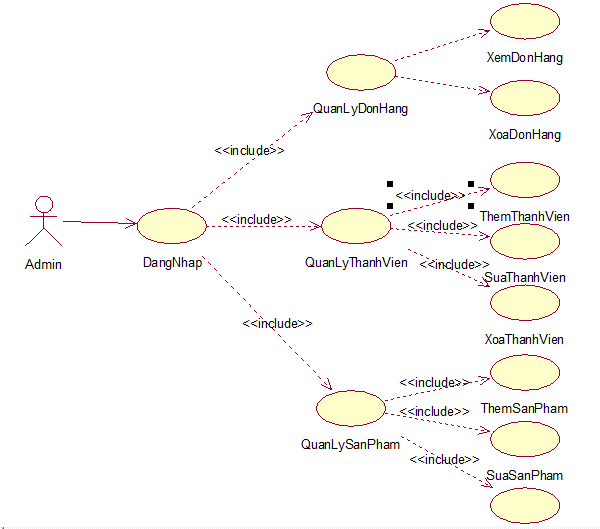 XemDonHang
QuanLyDonHang
XoaDonHang
<<include>>
<<include>>
ThemThanhVien
<<include>>
<<include>>
Admin
DangNhap
QuanLyThanhVien
<<include>>
SuaThanhVien
<<include>>
XoaThanhVien
<<include>>
ThemSanPham
<<include>>
QuanLySanPham
<<include>>
SuaSanPham